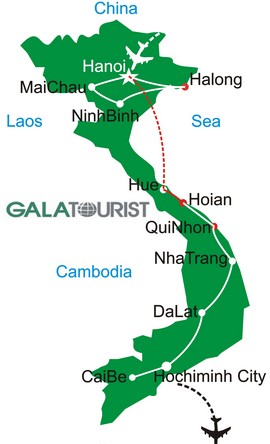 China
Hanoi
MaiChau
Halong
NinhBinh
Laos
Sea
Hue
Hoian
GALATOURIST
QuiNhon
NhaTrang
Cambodia
DaLat
CaiBe
Hochiminh City